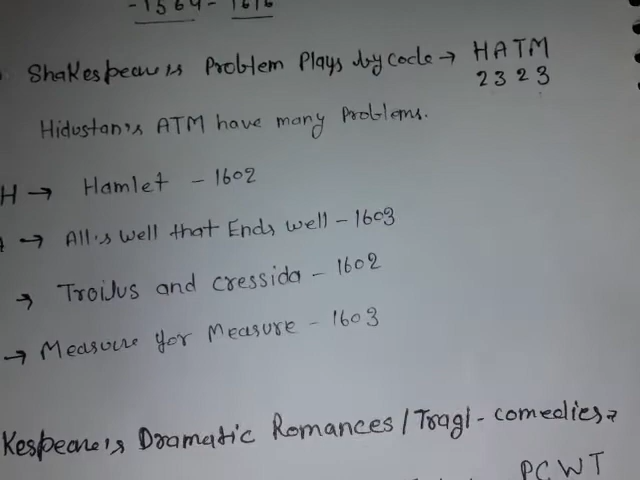 -1564- 1616
Shakespeare's Problem Plays by code → HATM
2323
Hidustan's ATM have many Problems.
H → Hamlet - 1602
A → All's well that Ends well - 1603
→ Troilus and cressida - 1602
→ Measure for Measure - 1603
Kespeare's Dramatic Romances / Tragi-comedies →
PCWT